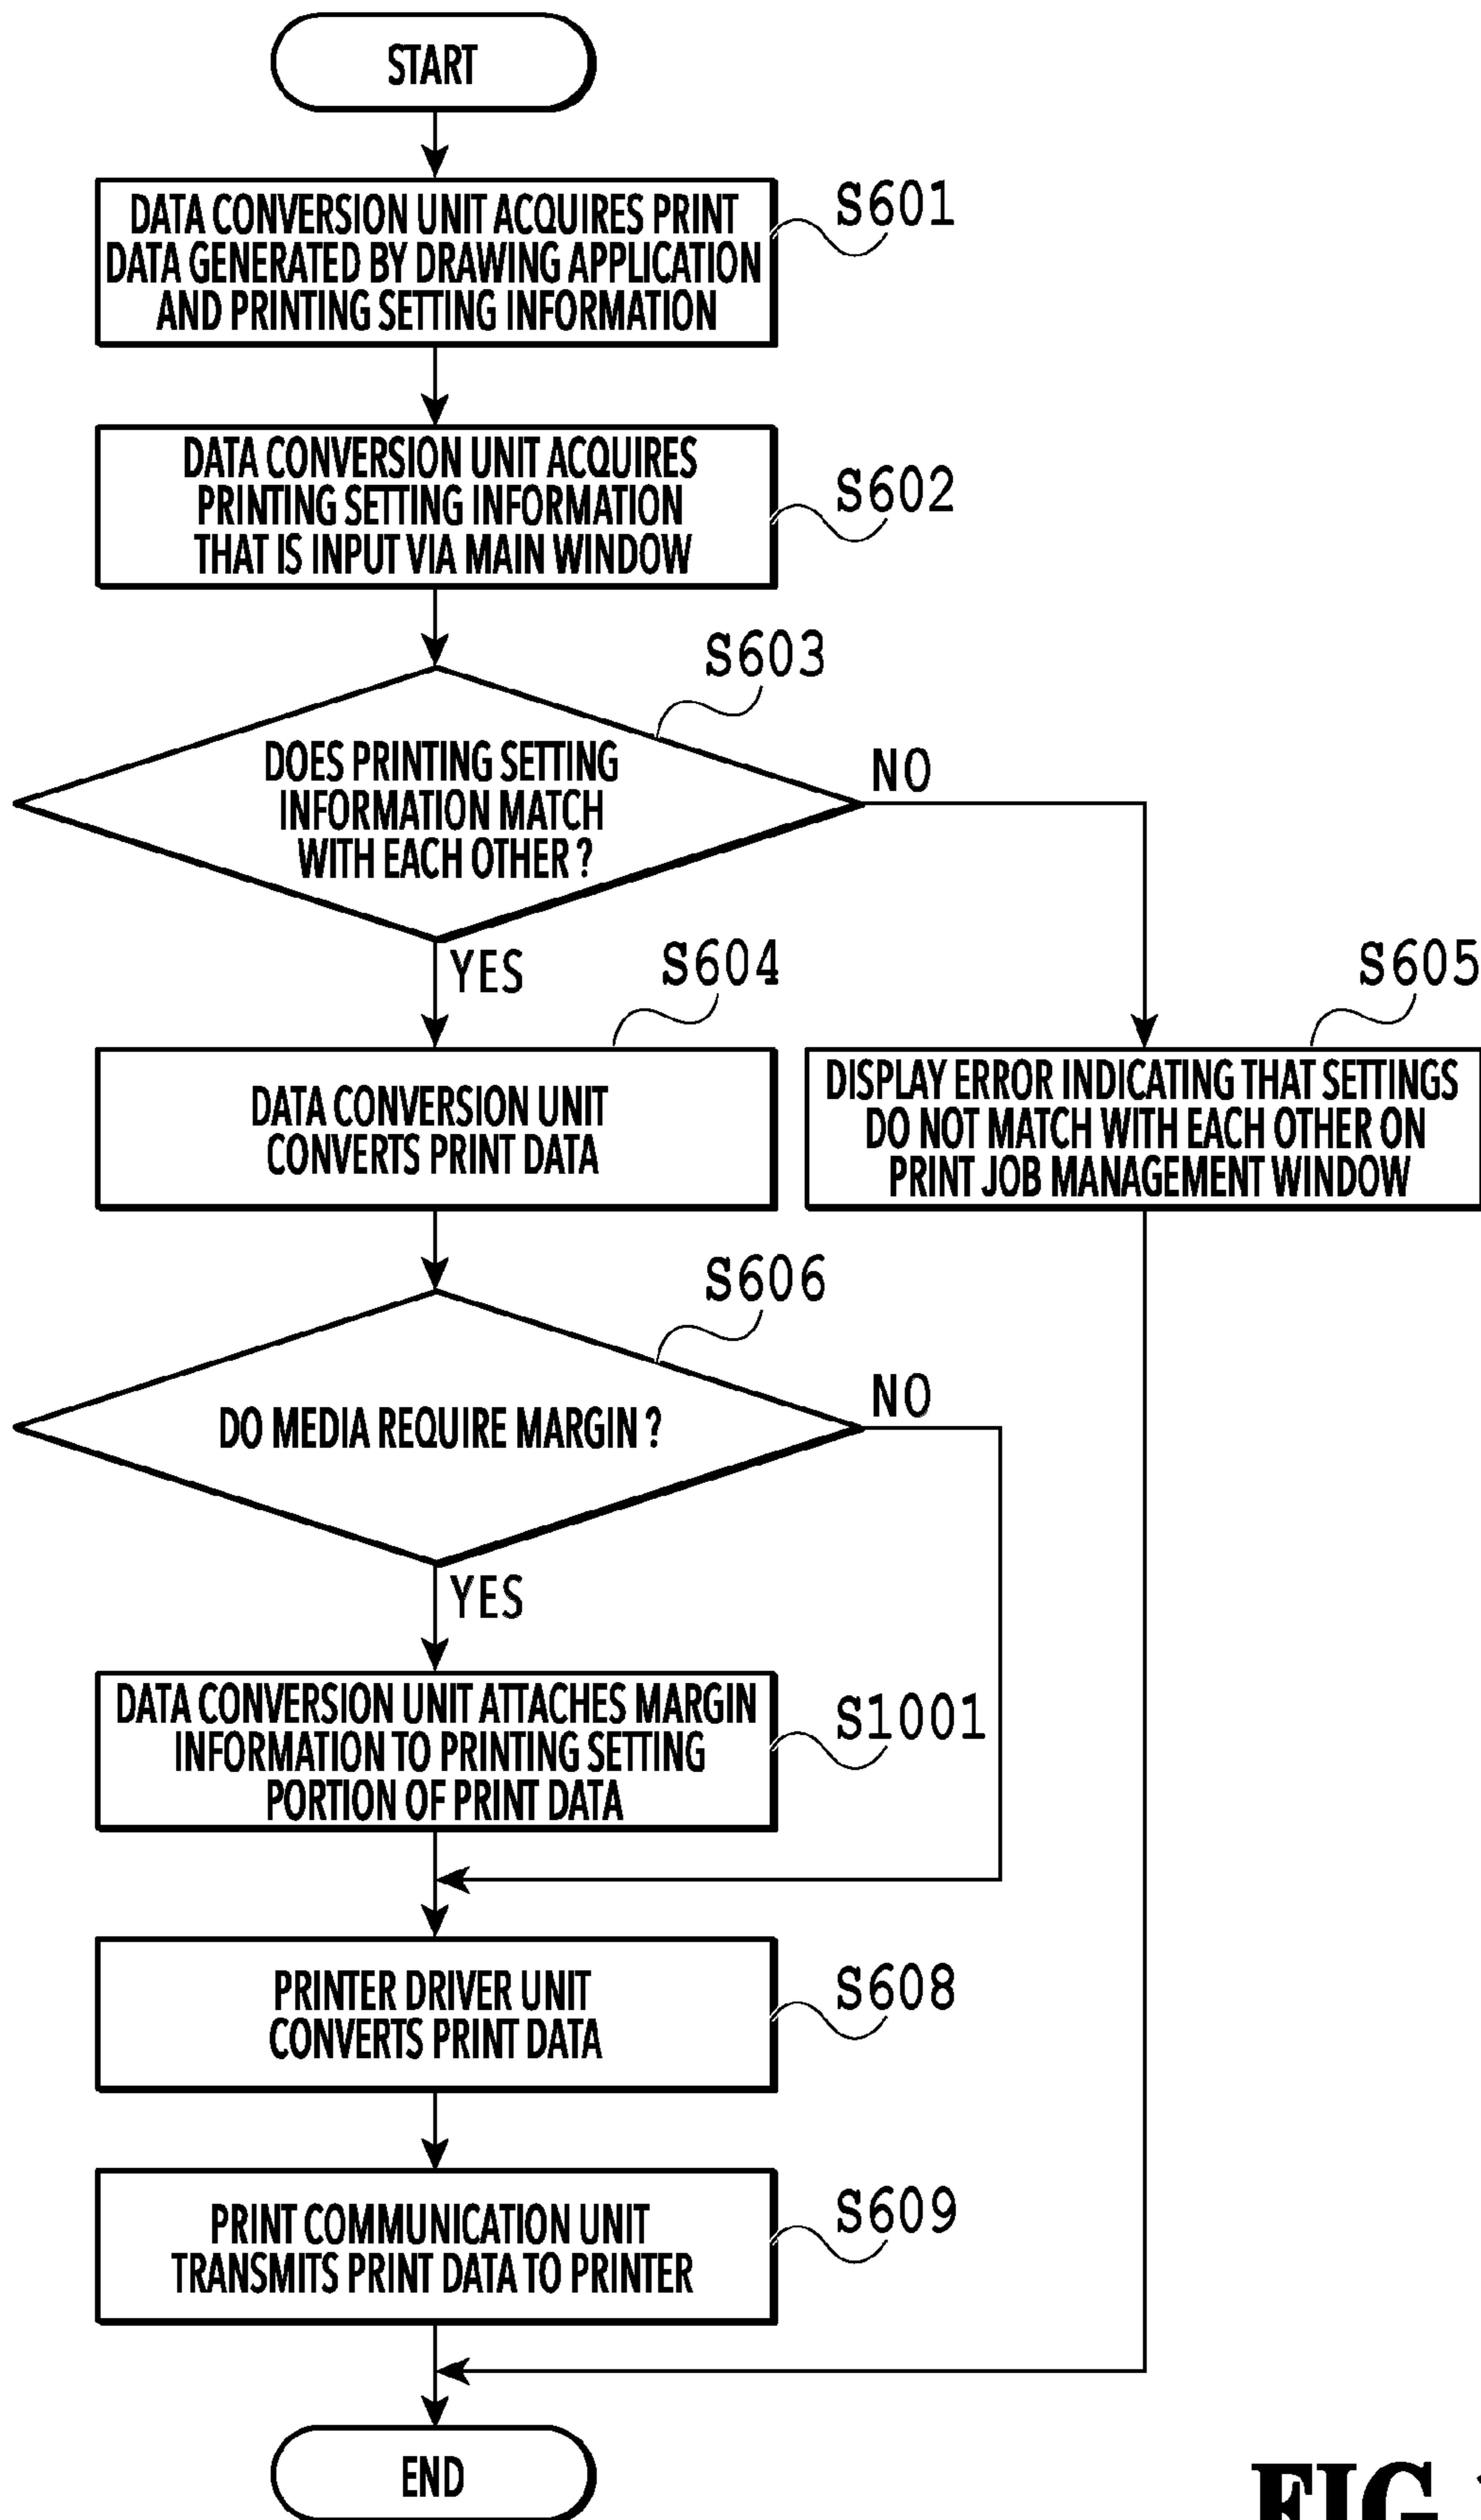 START
DATA CONVERSION UNIT ACQUIRES PRINT
DATA GENERATED BY DRAWING APPLICATION
AND PRINTING SETTING INFORMATION
S601
DATA CONVERSION UNIT ACQUIRES
PRINTING SETTING INFORMATION
THAT IS INPUT VIA MAIN WINDOW
S602
S603
DOES PRINTING SETTING
INFORMATION MATCH
WITH EACH OTHER ?
NO
YES
S604
DATA CONVERSION UNIT
CONVERTS PRINT DATA
S605
DISPLAY ERROR INDICATING THAT SETTINGS
DO NOT MATCH WITH EACH OTHER ON
PRINT JOB MANAGEMENT WINDOW
S606
DO MEDIA REQUIRE MARGIN ?
NO
YES
DATA CONVERSION UNIT ATTACHES MARGIN
INFORMATION TO PRINTING SETTING
PORTION OF PRINT DATA
S1001
PRINTER DRIVER UNIT
CONVERTS PRINT DATA
S608
PRINT COMMUNICATION UNIT
TRANSMITS PRINT DATA TO PRINTER
S609
END
FIG